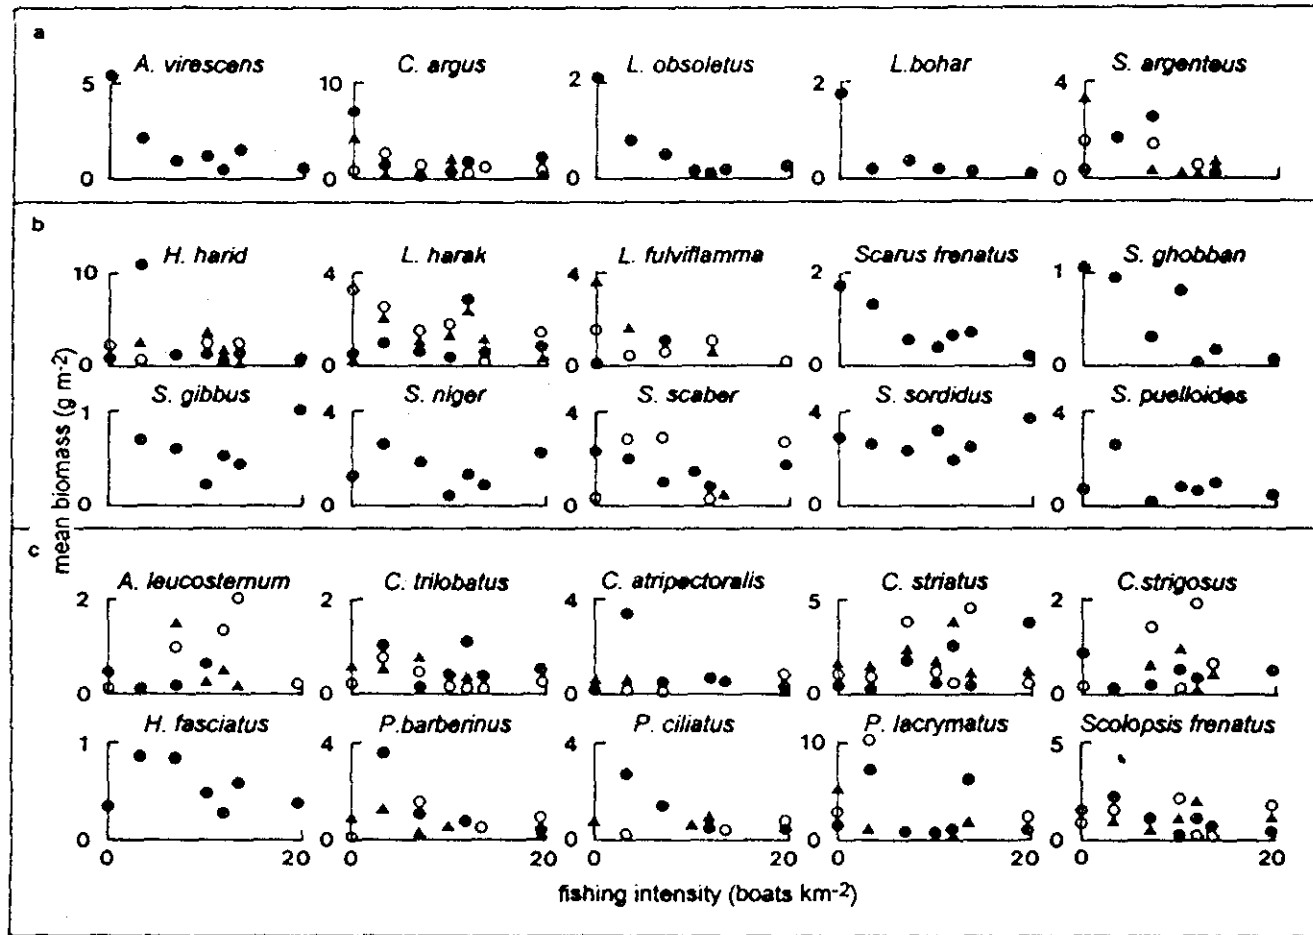 a
A. virescens C. argus L. obsoletus L.bohar S. argenteus
5 10 2 2 4
0 0 0 0 0
b
H. harid L. harak L. fulviflamma Scarus frenatus S. ghobban
10 4 4 2 1
0 0 0 0 0
S. gibbus S. niger S. scaber S. sordidus S. puelloides
1 4 4 4 4
0 0 0 0 0
mean biomass (g m-2)
c
A. leucosternum C. trilobatus C. atripectoralis C. striatus C.strigosus
2 2 4 5 2
0 0 0 0 0
H. fasciatus P.barberinus P. ciliatus P. lacrymatus Scolopsis frenatus
1 4 4 10 5
0 0 0 0 0
0 20 0 20 0 20 0 20 0 20
fishing intensity (boats km-2)